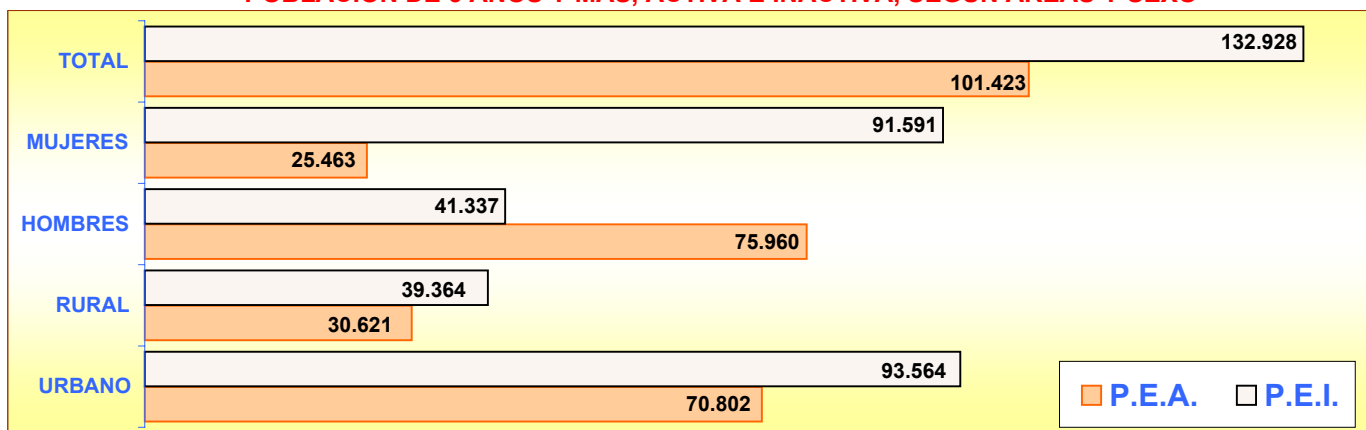 TOTAL
132.928
101.423
MUJERES
91.591
25.463
HOMBRES
41.337
75.960
RURAL
39.364
30.621
URBANO
93.564
70.802
P.E.A. P.E.I.